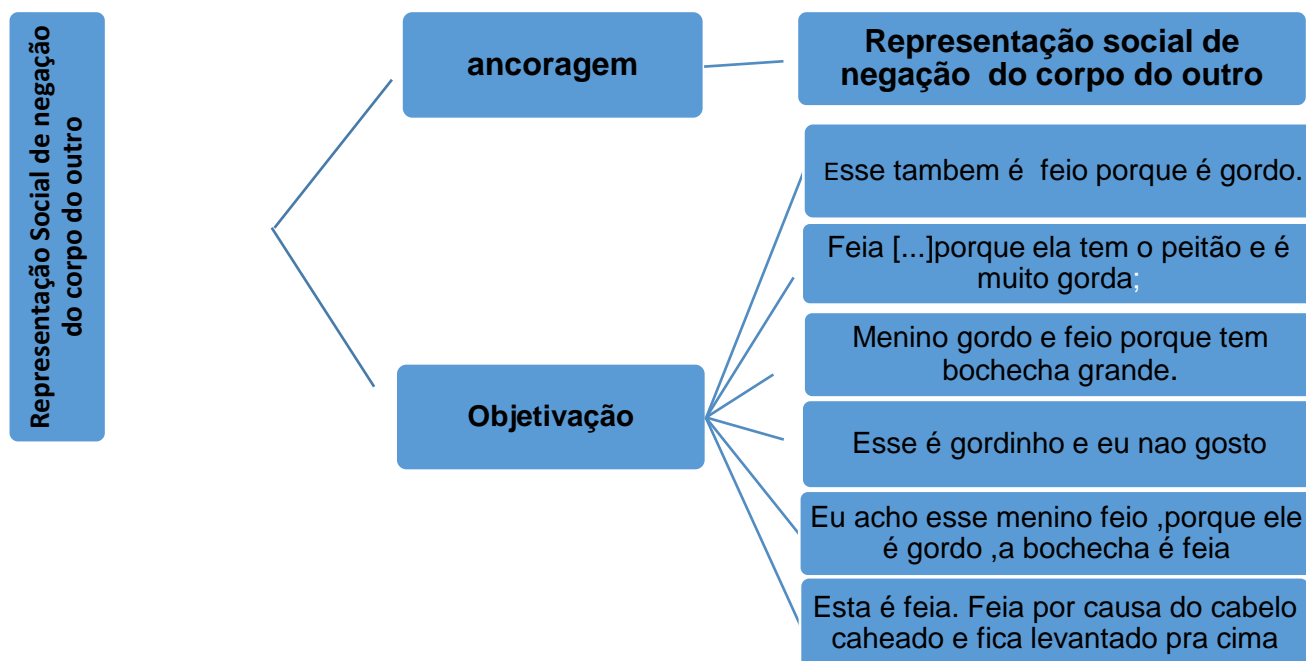 Representação Social de negação
do corpo do outro
ancoragem
Representação social de
negação do corpo do outro
Esse tambem é feio porque é gordo.
Feia [...]porque ela tem o peitão e é
muito gorda;
Menino gordo e feio porque tem
bochecha grande.
Objetivação
Esse é gordinho e eu nao gosto
Eu acho esse menino feio ,porque ele
é gordo ,a bochecha é feia
Esta é feia. Feia por causa do cabelo
caheado e fica levantado pra cima